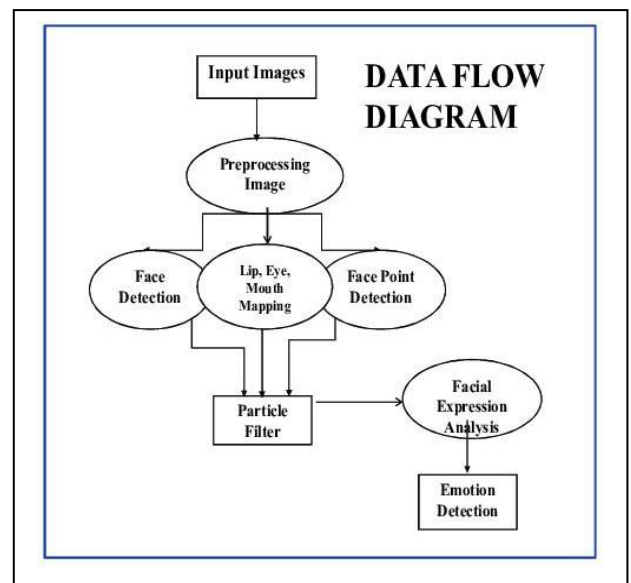 Input Images
DATA FLOW
DIAGRAM
Preprocessing
Image
Face
Detection
Lip, Eye,
Mouth
Mapping
Face Point
Detection
Particle
Filter
Facial
Expression
Analysis
Emotion
Detection